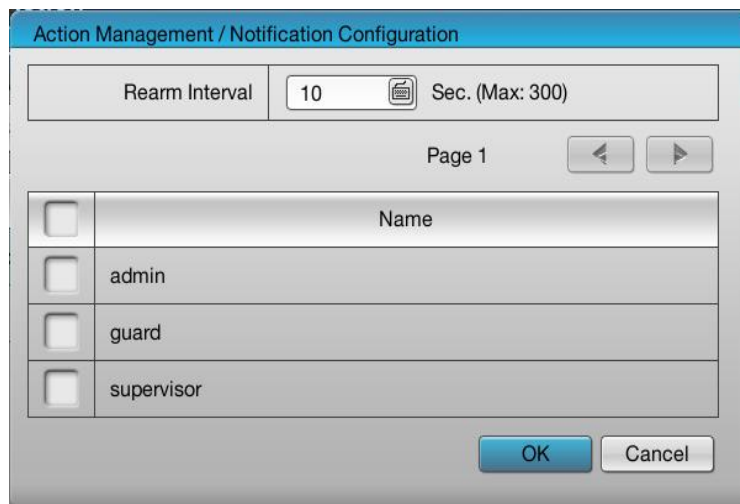 Action Management / Notification Configuration
Rearm Interval 10 Sec. (Max: 300)
Page 1
Name
admin
guard
supervisor
OK Cancel